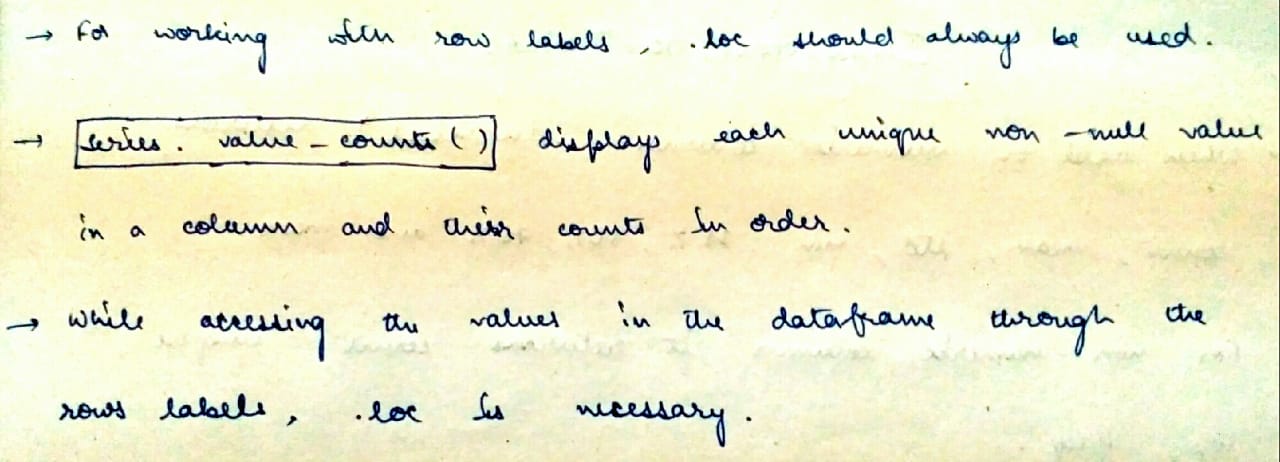 → For working with row labels, .loc should always be used.
→ series. value_counts() displays each unique non-null value
in a column and their counts in order.
→ while accessing the values in the dataframe through the
rows labels, .loc is necessary.